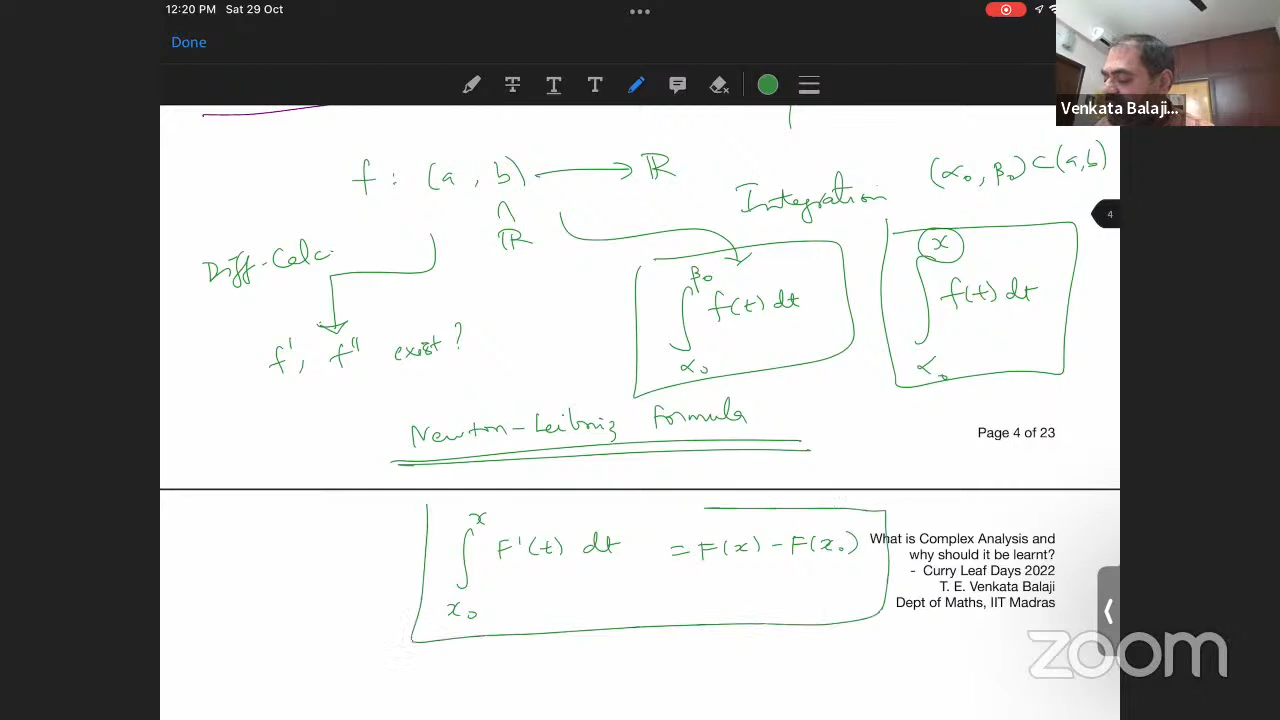 12:20 PM Sat 29 Oct
Done
Venkata Balaji...
f : (a, b) ⟶ ℝ
Integration
(α₀, β₀) ⊂ (a,b)
∩
ℝ
4
Diff-Calc.
∫_{α₀}^{β₀} f(t) dt
∫_{α₀}^{x} f(t) dt
f', f'' exist?
Newton-Leibniz Formula
Page 4 of 23
∫_{x₀}^{x} F'(t) dt = F(x) - F(x₀)
What is Complex Analysis and
why should it be learnt?
- Curry Leaf Days 2022
T. E. Venkata Balaji
Dept of Maths, IIT Madras
zoom